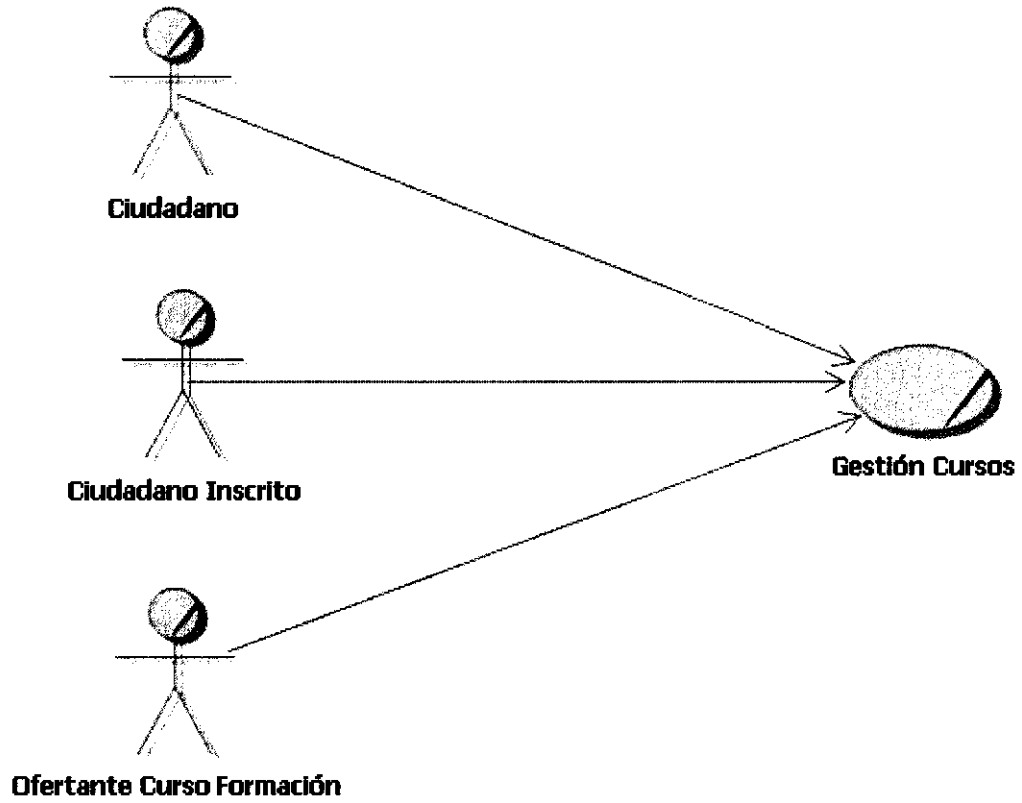 Ciudadano
Ciudadano Inscrito
Gestión Cursos
Ofertante Curso Formación